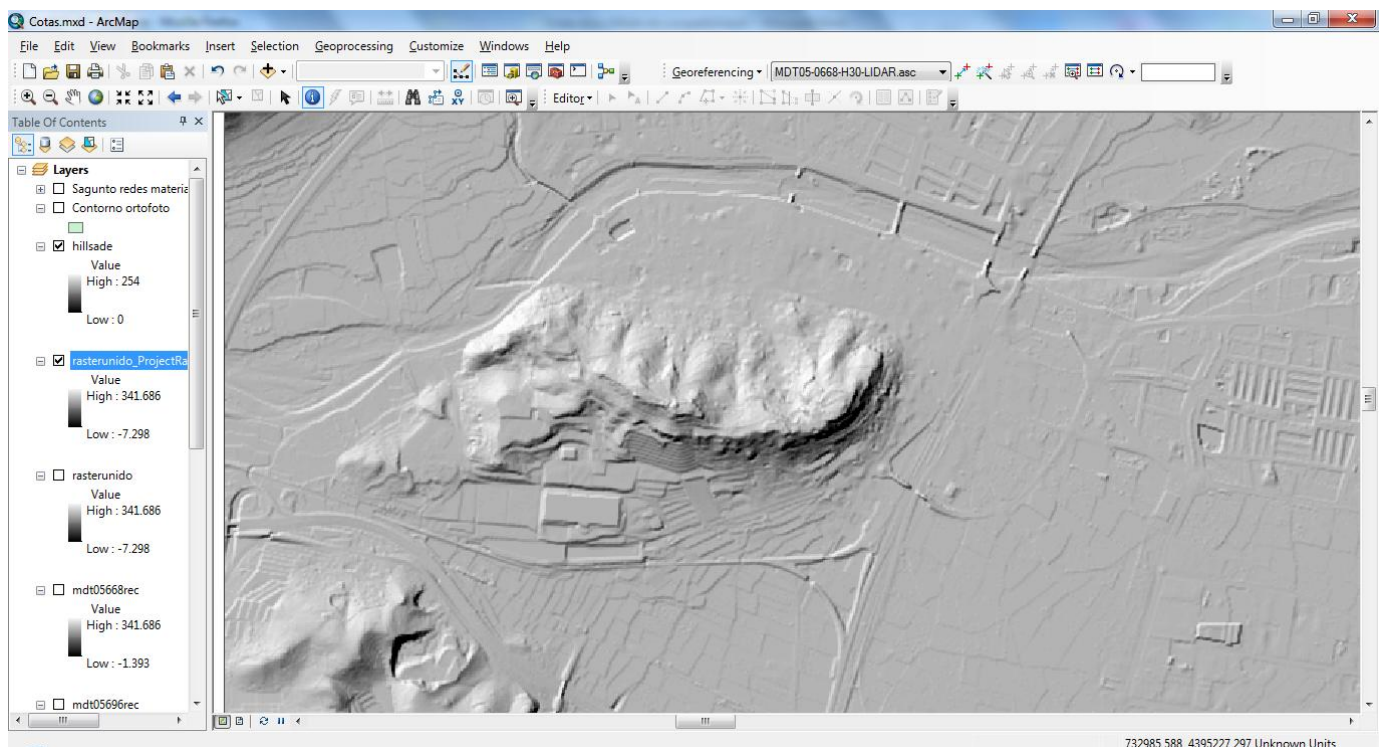 Cotas.mxd - ArcMap
File Edit View Bookmarks Insert Selection Geoprocessing Customize Windows Help
Georeferencing MDT05-0668-H30-LIDAR.asc
Editor
Table Of Contents
Layers
Sagunto redes materia
Contorno ortofoto
hillsade
Value
High : 254
Low : 0
rasterunido_ProjectRa
Value
High : 341.686
Low : -7.298
rasterunido
Value
High : 341.686
Low : -7.298
mdt05668rec
Value
High : 341.686
Low : -1.393
mdt05696rec
732985,588 4395227,297 Unknown Units